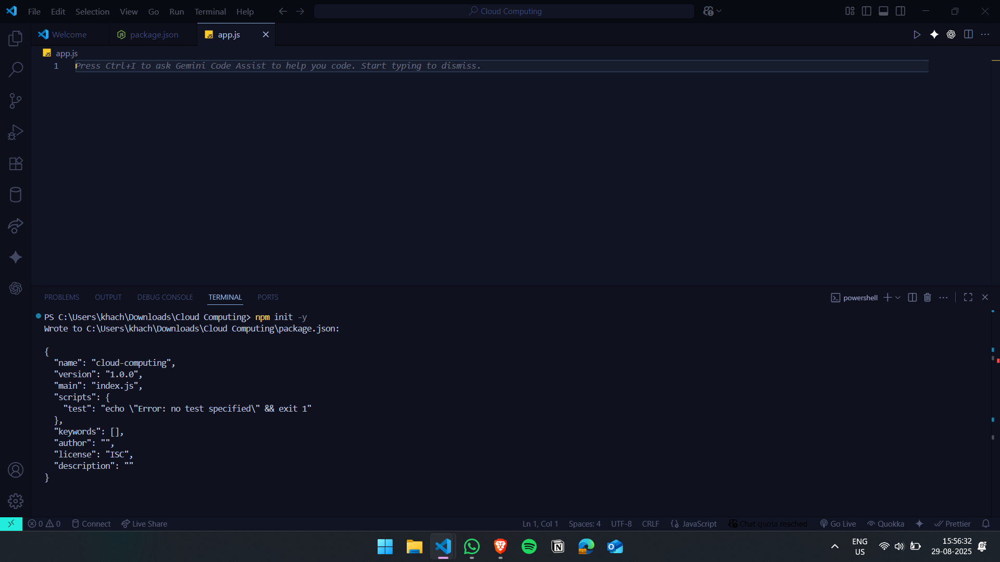 File Edit Selection View Go Run Terminal Help
Cloud Computing
Welcome package.json app.js
app.js
1 Press Ctrl+I to ask Gemini Code Assist to help you code. Start typing to dismiss.
PROBLEMS OUTPUT DEBUG CONSOLE TERMINAL PORTS
powershell
PS C:\Users\khach\Downloads\Cloud Computing> npm init -y
Wrote to C:\Users\khach\Downloads\Cloud Computing\package.json:
{
"name": "cloud-computing",
"version": "1.0.0",
"main": "index.js",
"scripts": {
"test": "echo \"Error: no test specified\" && exit 1"
},
"keywords": [],
"author": "",
"license": "ISC",
"description": ""
}
0 0 Connect Live Share Ln 1, Col 1 Spaces: 4 UTF-8 CRLF {} JavaScript Chat quota reached Go Live Quokka Prettier
ENG
US
15:56:32
29-08-2025